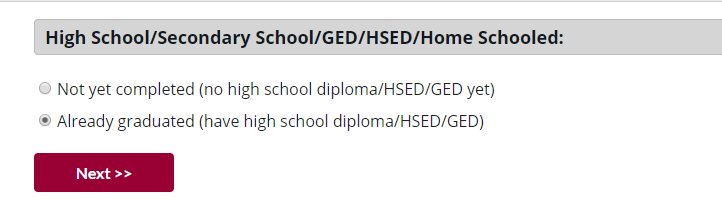 High School/Secondary School/GED/HSED/Home Schooled:
Not yet completed (no high school diploma/HSED/GED yet)
Already graduated (have high school diploma/HSED/GED)
Next >>